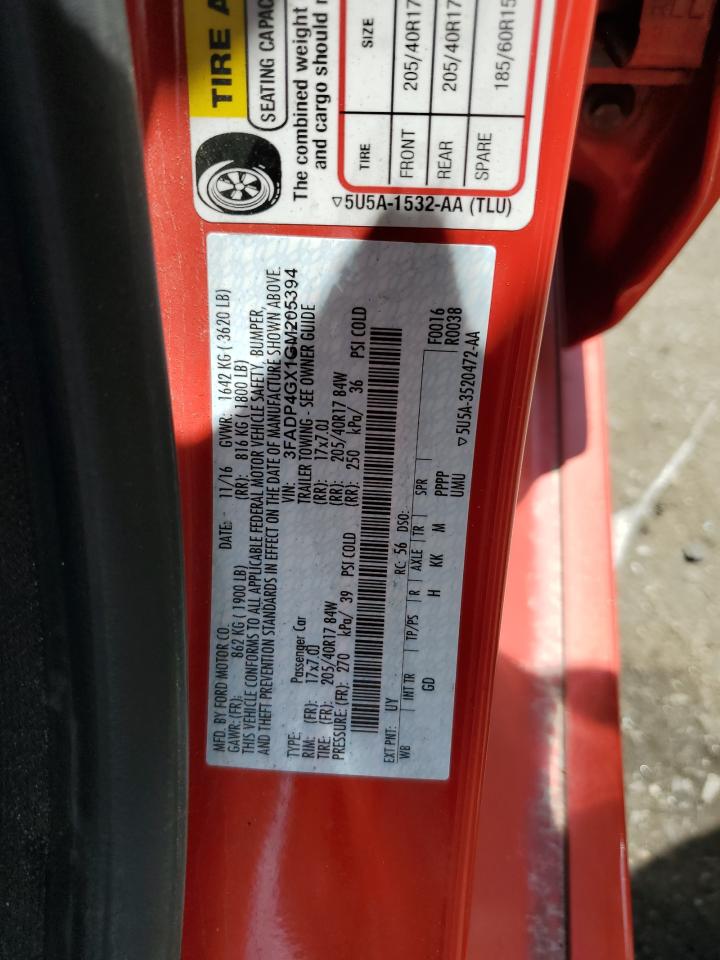 TIRE A
SEATING CAPAC
The combined weight
and cargo should n
TIRE SIZE
FRONT 205/40R17
REAR 205/40R17
SPARE 185/60R15
▽5U5A-1532-AA (TLU)
MFD. BY FORD MOTOR CO. DATE: 11/16 GVWR: 1642 KG ( 3620 LB)
GAWR: (FR): 862 KG ( 1900 LB) (RR): 816 KG ( 1800 LB)
THIS VEHICLE CONFORMS TO ALL APPLICABLE FEDERAL MOTOR VEHICLE SAFETY, BUMPER,
AND THEFT PREVENTION STANDARDS IN EFFECT ON THE DATE OF MANUFACTURE SHOWN ABOVE.
VIN: 3FADP4GX1GM205394
TYPE: Passenger Car TRAILER TOWING - SEE OWNER GUIDE
RIM: (FR): 17x7.0J (RR): 17x7.0J
TIRE: (FR): 205/40R17 84W (RR): 205/40R17 84W
PRESSURE: (FR): 270 kPa/ 39 PSI COLD (RR): 250 kPa/ 36 PSI COLD
EXT PNT: UY RC: 56 DSO: F0016
R0038
WB INT TR TP/PS R AXLE TR SPR
GD H KK M PPPP
UMU
▽5U5A-3520472-AA